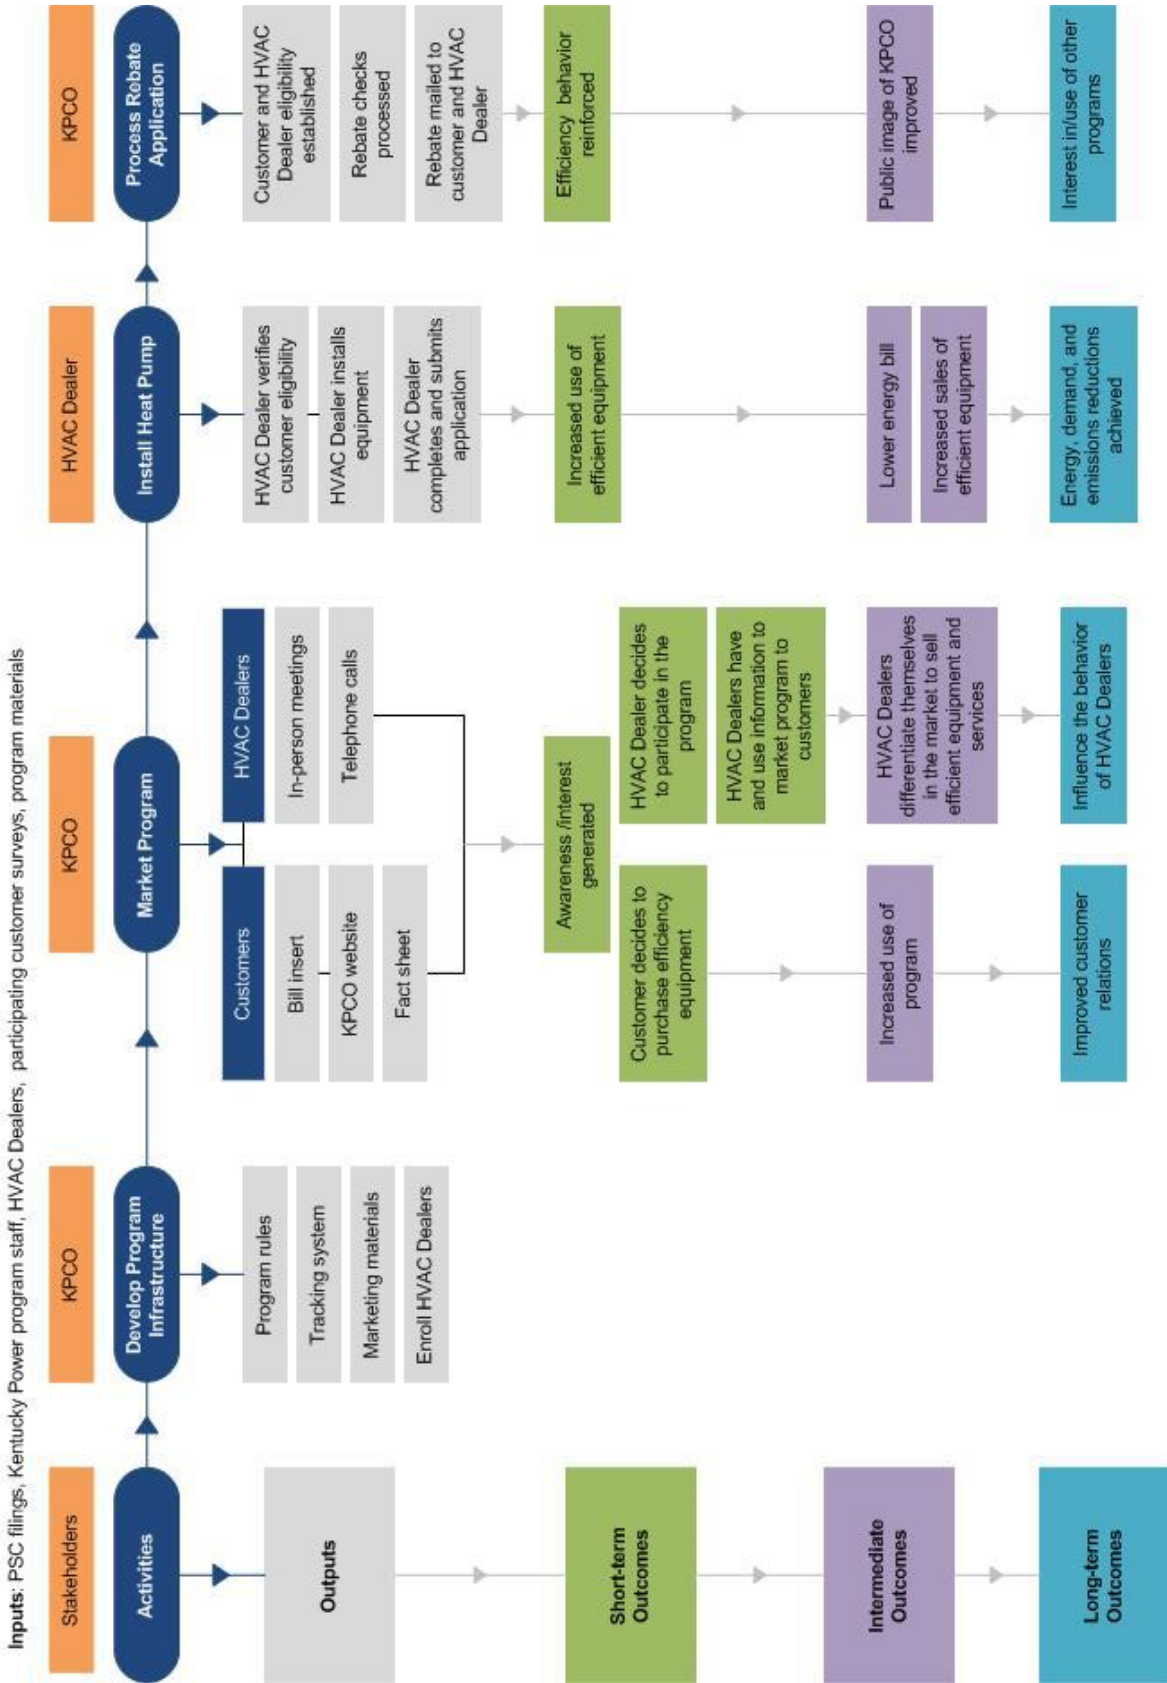 Inputs: PSC filings, Kentucky Power program staff, HVAC Dealers, participating customer surveys, program materials
Stakeholders
KPCO
KPCO
HVAC Dealer
KPCO
Activities
Develop Program
Infrastructure
Market Program
Install Heat Pump
Process Rebate
Application
Outputs
Program rules
Tracking system
Marketing materials
Enroll HVAC Dealers
Customers
Bill insert
KPCO website
Fact sheet
HVAC Dealers
In-person meetings
Telephone calls
HVAC Dealer verifies
customer eligibility
HVAC Dealer installs
equipment
HVAC Dealer
completes and submits
application
Customer and HVAC
Dealer eligibility
established
Rebate checks
processed
Rebate mailed to
customer and HVAC
Dealer
Short-term
Outcomes
Awareness /interest
generated
Customer decides to
purchase efficiency
equipment
HVAC Dealer decides
to participate in the
program
HVAC Dealers have
and use information to
market program to
customers
Increased use of
efficient equipment
Efficiency behavior
reinforced
Intermediate
Outcomes
Increased use of
program
HVAC Dealers
differentiate themselves
in the market to sell
efficient equipment and
services
Lower energy bill
Increased sales of
efficient equipment
Public image of KPCO
improved
Long-term
Outcomes
Improved customer
relations
Influence the behavior
of HVAC Dealers
Energy, demand, and
emissions reductions
achieved
Interest in/use of other
programs